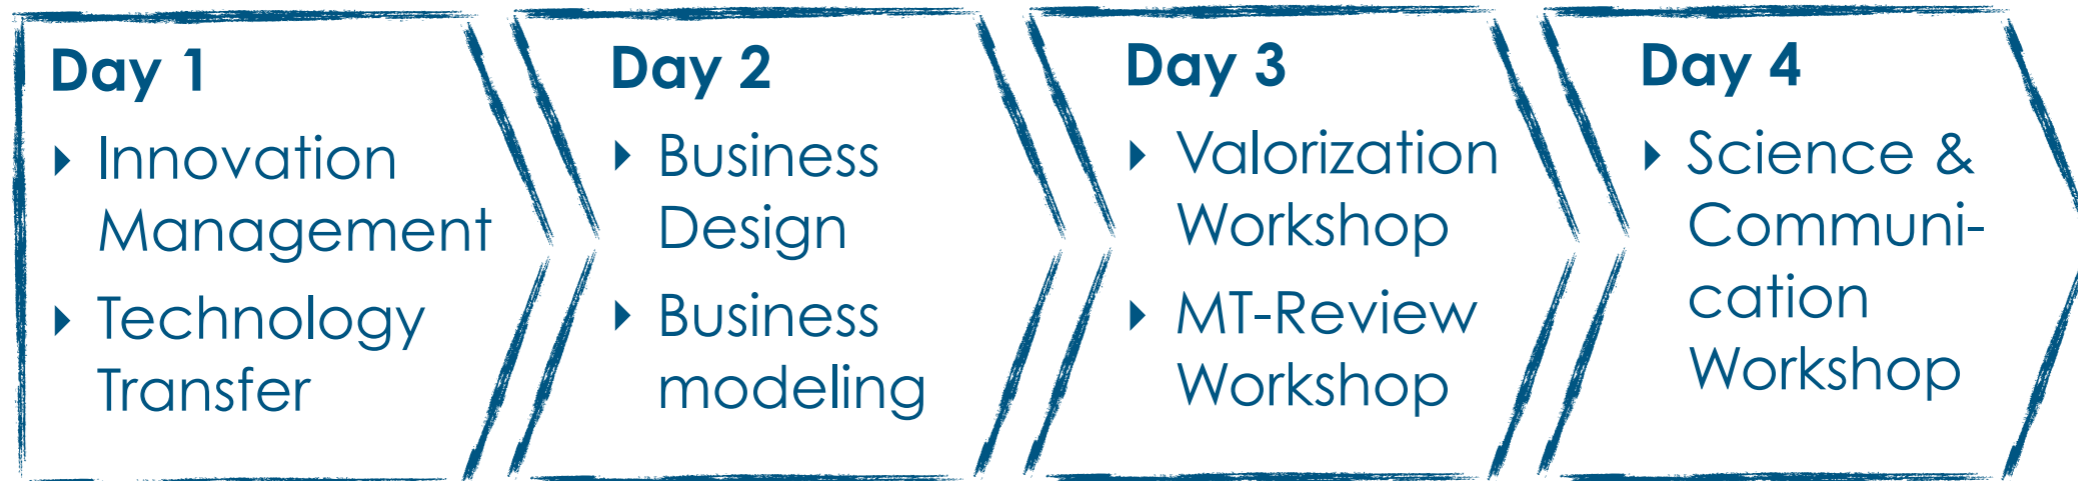 Day 1
‣ Innovation
Management
‣ Technology
Transfer
Day 2
‣ Business
Design
‣ Business
modeling
Day 3
‣ Valorization
Workshop
‣ MT-Review
Workshop
Day 4
‣ Science &
Communi-
cation
Workshop